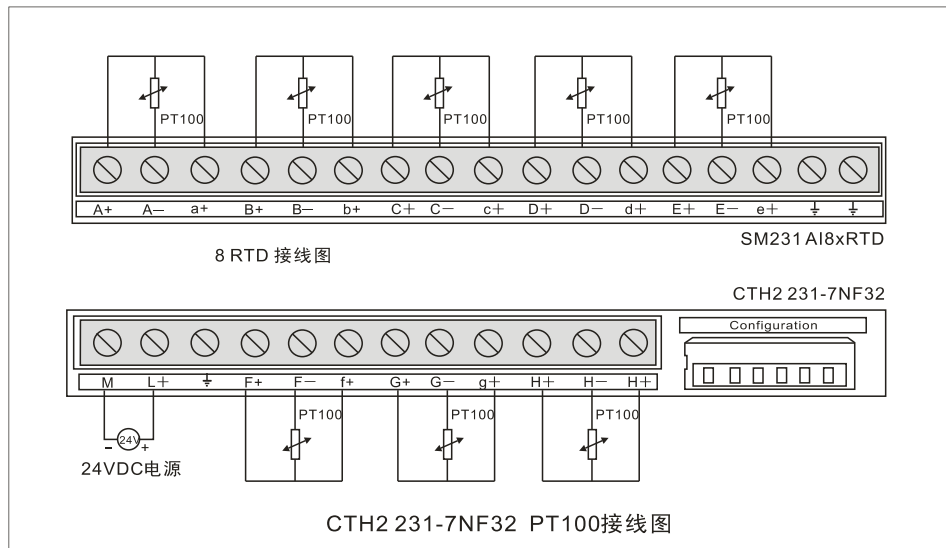 PT100 PT100 PT100 PT100 PT100
A+ A— a+ B+ B— b+ C+ C— c+ D+ D— d+ E+ E— e+
8 RTD 接线图
SM231 AI8xRTD
CTH2 231-7NF32
Configuration
M L+ F+ F— f+ G+ G— g+ H+ H— H+
PT100 PT100 PT100
- 24V +
24VDC电源
CTH2 231-7NF32 PT100接线图